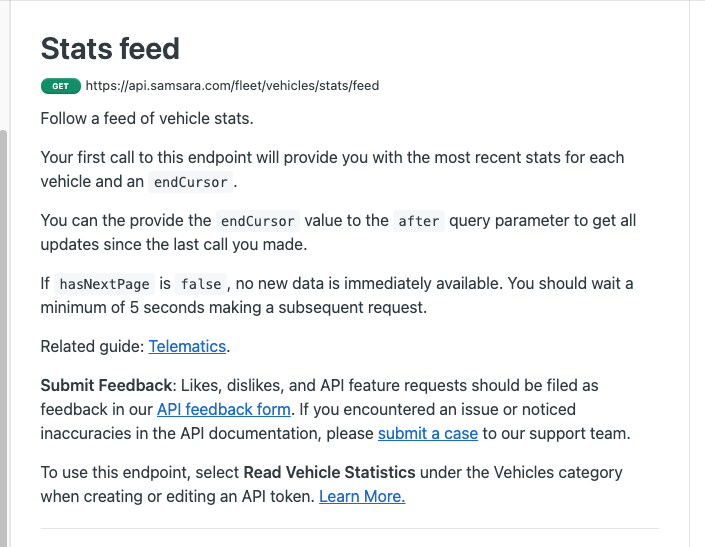 Stats feed
GET https://api.samsara.com/fleet/vehicles/stats/feed
Follow a feed of vehicle stats.
Your first call to this endpoint will provide you with the most recent stats for each
vehicle and an endCursor .
You can the provide the endCursor value to the after query parameter to get all
updates since the last call you made.
If hasNextPage is false , no new data is immediately available. You should wait a
minimum of 5 seconds making a subsequent request.
Related guide: Telematics.
Submit Feedback: Likes, dislikes, and API feature requests should be filed as
feedback in our API feedback form. If you encountered an issue or noticed
inaccuracies in the API documentation, please submit a case to our support team.
To use this endpoint, select Read Vehicle Statistics under the Vehicles category
when creating or editing an API token. Learn More.